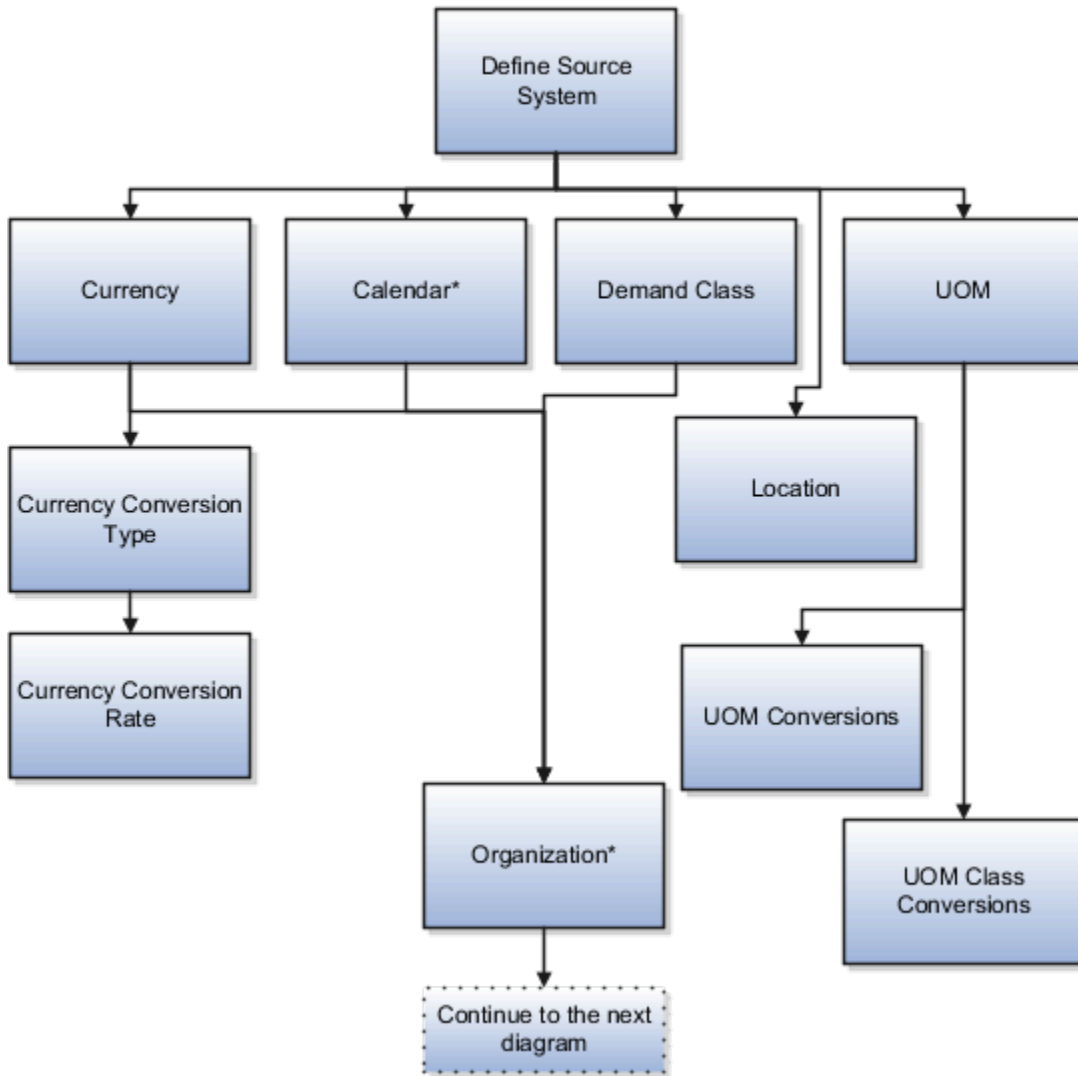 Define Source
System
Currency
Calendar*
Demand Class
UOM
Currency Conversion
Type
Location
Currency Conversion
Rate
UOM Conversions
Organization*
UOM Class
Conversions
Continue to the next
diagram